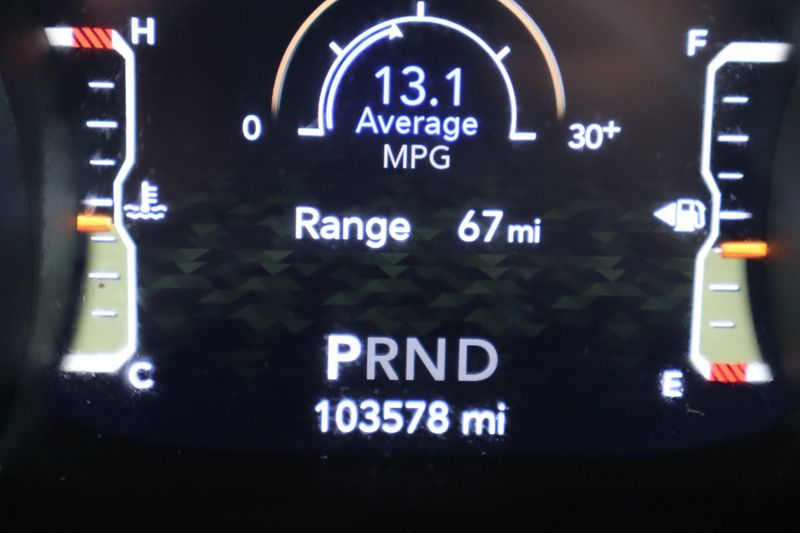 H
F
13.1
Average
MPG
0
30+
Range 67 mi
PRND
C
E
103578 mi